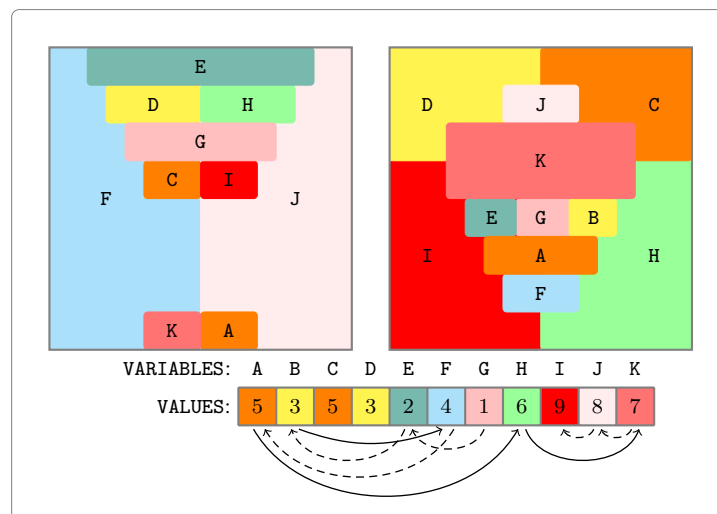 E
D H
G
C I
F J
K A
D J C
K
E G B
I A H
F
VARIABLES: A B C D E F G H I J K
VALUES: 5 3 5 3 2 4 1 6 9 8 7